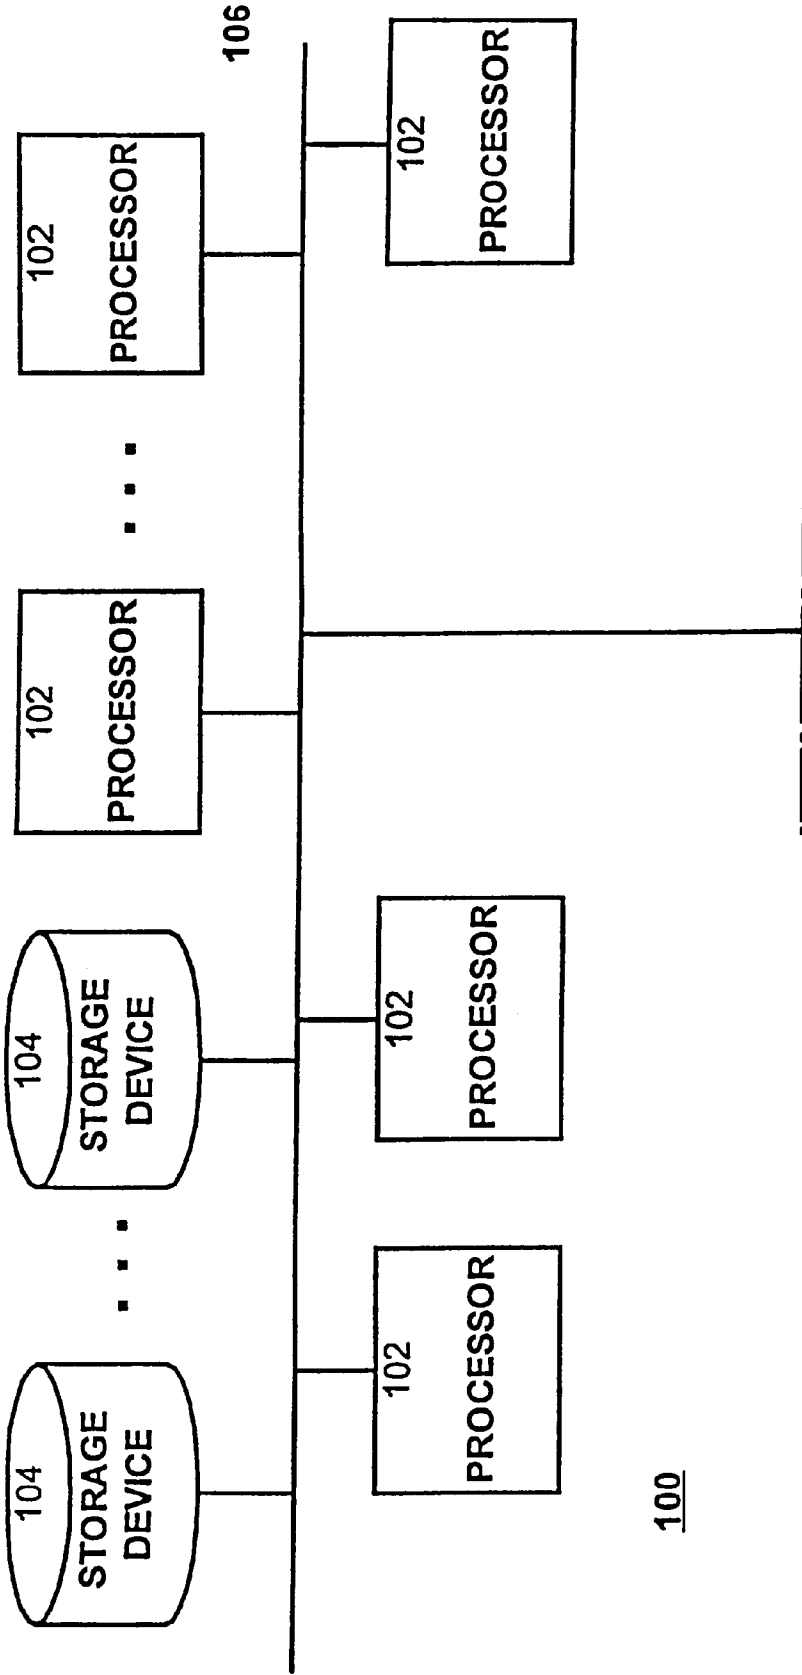 104
STORAGE
DEVICE
. . .
104
STORAGE
DEVICE
102
PROCESSOR
. . .
102
PROCESSOR
106
102
PROCESSOR
102
PROCESSOR
102
PROCESSOR
100